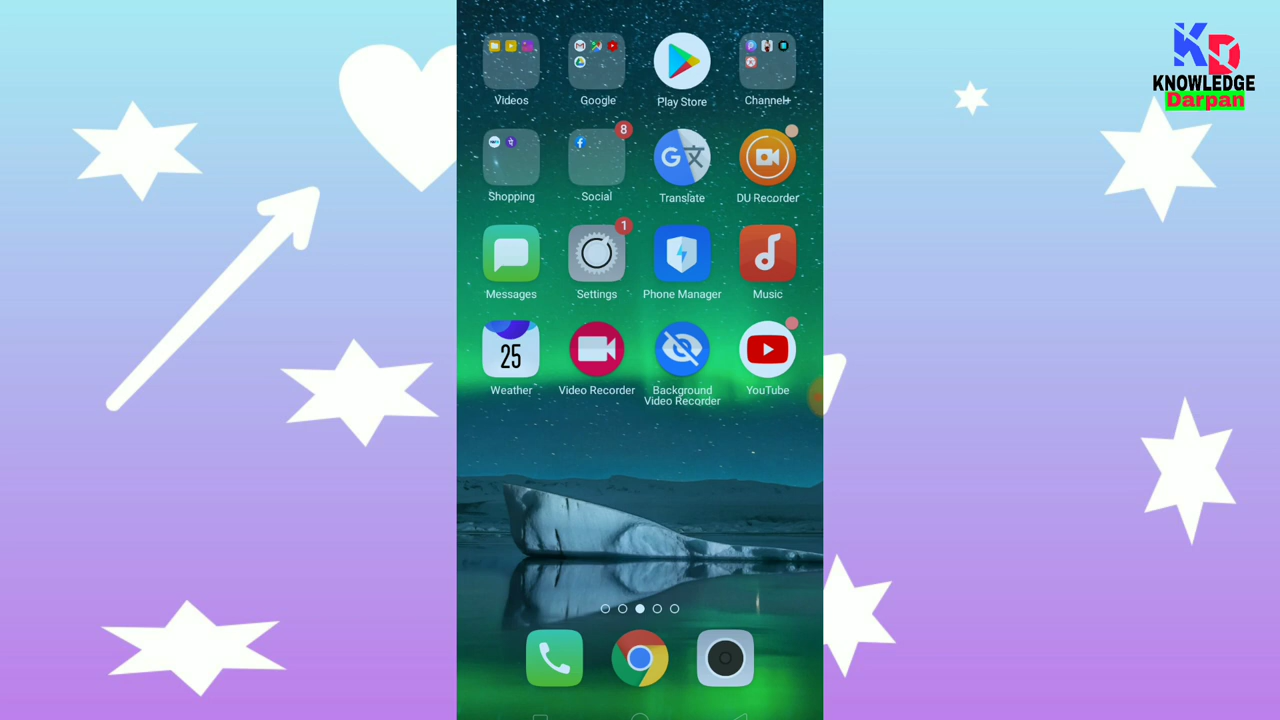 KNOWLEDGE
Darpan
Videos
Google
Play Store
Channel+
8
Shopping
Social
Translate
DU Recorder
1
Messages
Settings
Phone Manager
Music
25
Weather
Video Recorder
Background
Video Recorder
YouTube